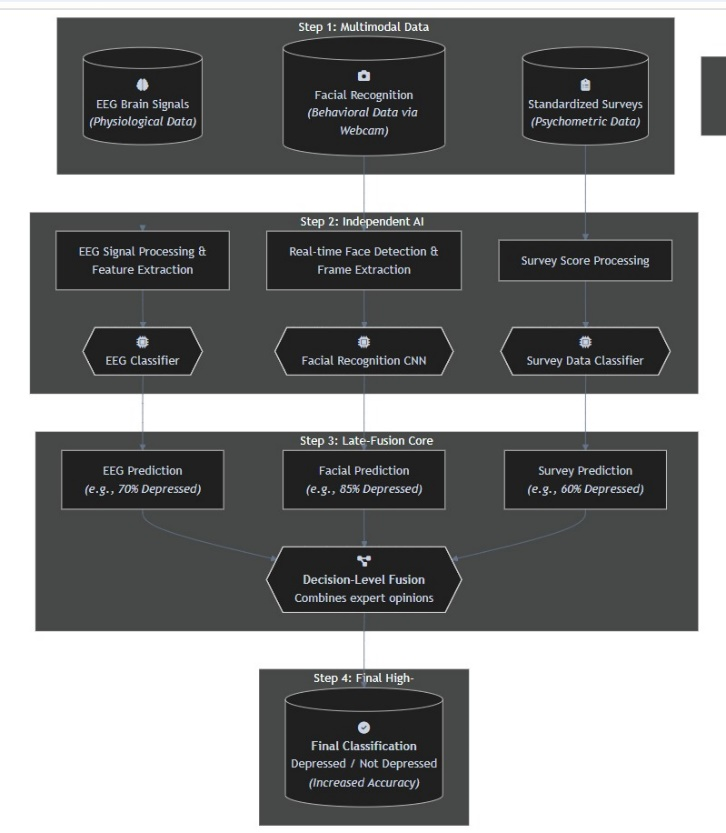 Step 1: Multimodal Data
EEG Brain Signals
(Physiological Data)
Facial Recognition
(Behavioral Data via
Webcam)
Standardized Surveys
(Psychometric Data)
Step 2: Independent AI
EEG Signal Processing &
Feature Extraction
Real-time Face Detection &
Frame Extraction
Survey Score Processing
EEG Classifier
Facial Recognition CNN
Survey Data Classifier
Step 3: Late-Fusion Core
EEG Prediction
(e.g., 70% Depressed)
Facial Prediction
(e.g., 85% Depressed)
Survey Prediction
(e.g., 60% Depressed)
Decision-Level Fusion
Combines expert opinions
Step 4: Final High-
Final Classification
Depressed / Not Depressed
(Increased Accuracy)